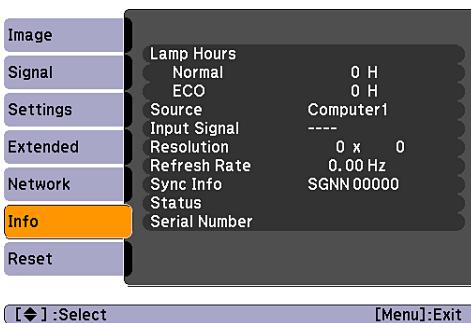 Image
Signal
Settings
Extended
Network
Info
Reset
Lamp Hours
Normal 0 H
ECO 0 H
Source Computer1
Input Signal ----
Resolution 0 x 0
Refresh Rate 0.00 Hz
Sync Info SGNN 00000
Status
Serial Number
[◆] :Select [Menu]:Exit